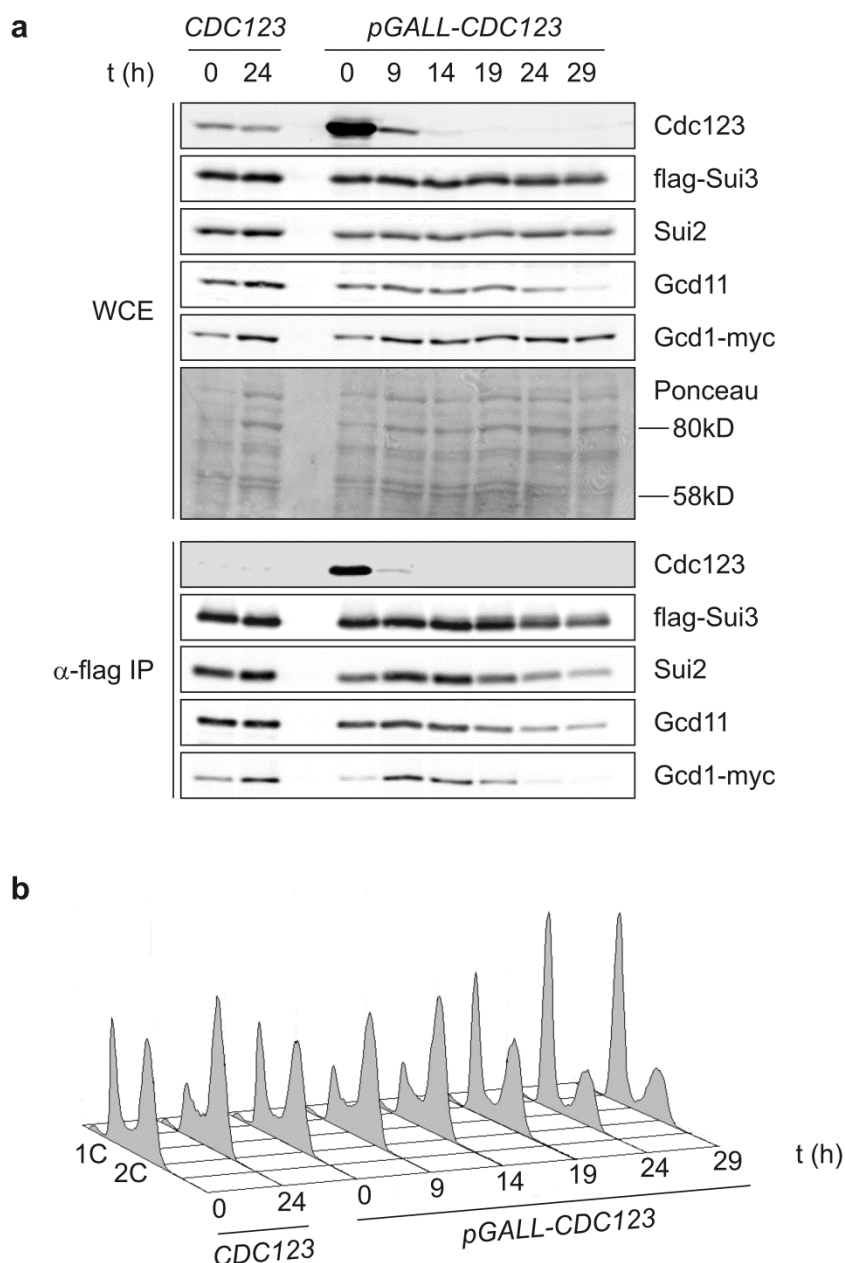 a
CDC123 pGALL-CDC123
t (h) 0 24 0 9 14 19 24 29
Cdc123
flag-Sui3
Sui2
Gcd11
WCE
Gcd1-myc
Ponceau
80kD
58kD
Cdc123
flag-Sui3
α-flag IP
Sui2
Gcd11
Gcd1-myc
b
1C
2C
0 24 0 9 14 19 24 29 t (h)
CDC123 pGALL-CDC123